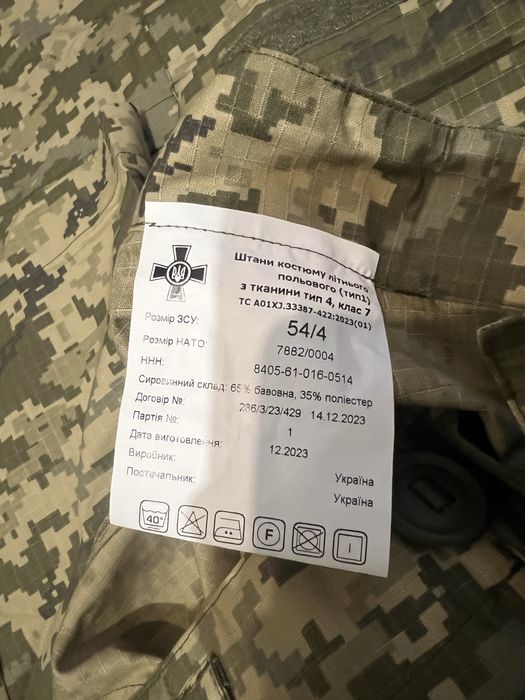 Штани костюму літнього
польового (тип1)
з тканини тип 4, клас 7
ТС А01XJ.33387-422:2023(01)
Розмір ЗСУ: 54/4
Розмір НАТО: 7882/0004
ННН: 8405-61-016-0514
Сировинний склад: 65% бавовна, 35% поліестер
Договір №: 286/3/23/429 14.12.2023
Партія №: 1
Дата виготовлення: 12.2023
Виробник: Україна
Постачальник: Україна
40° F